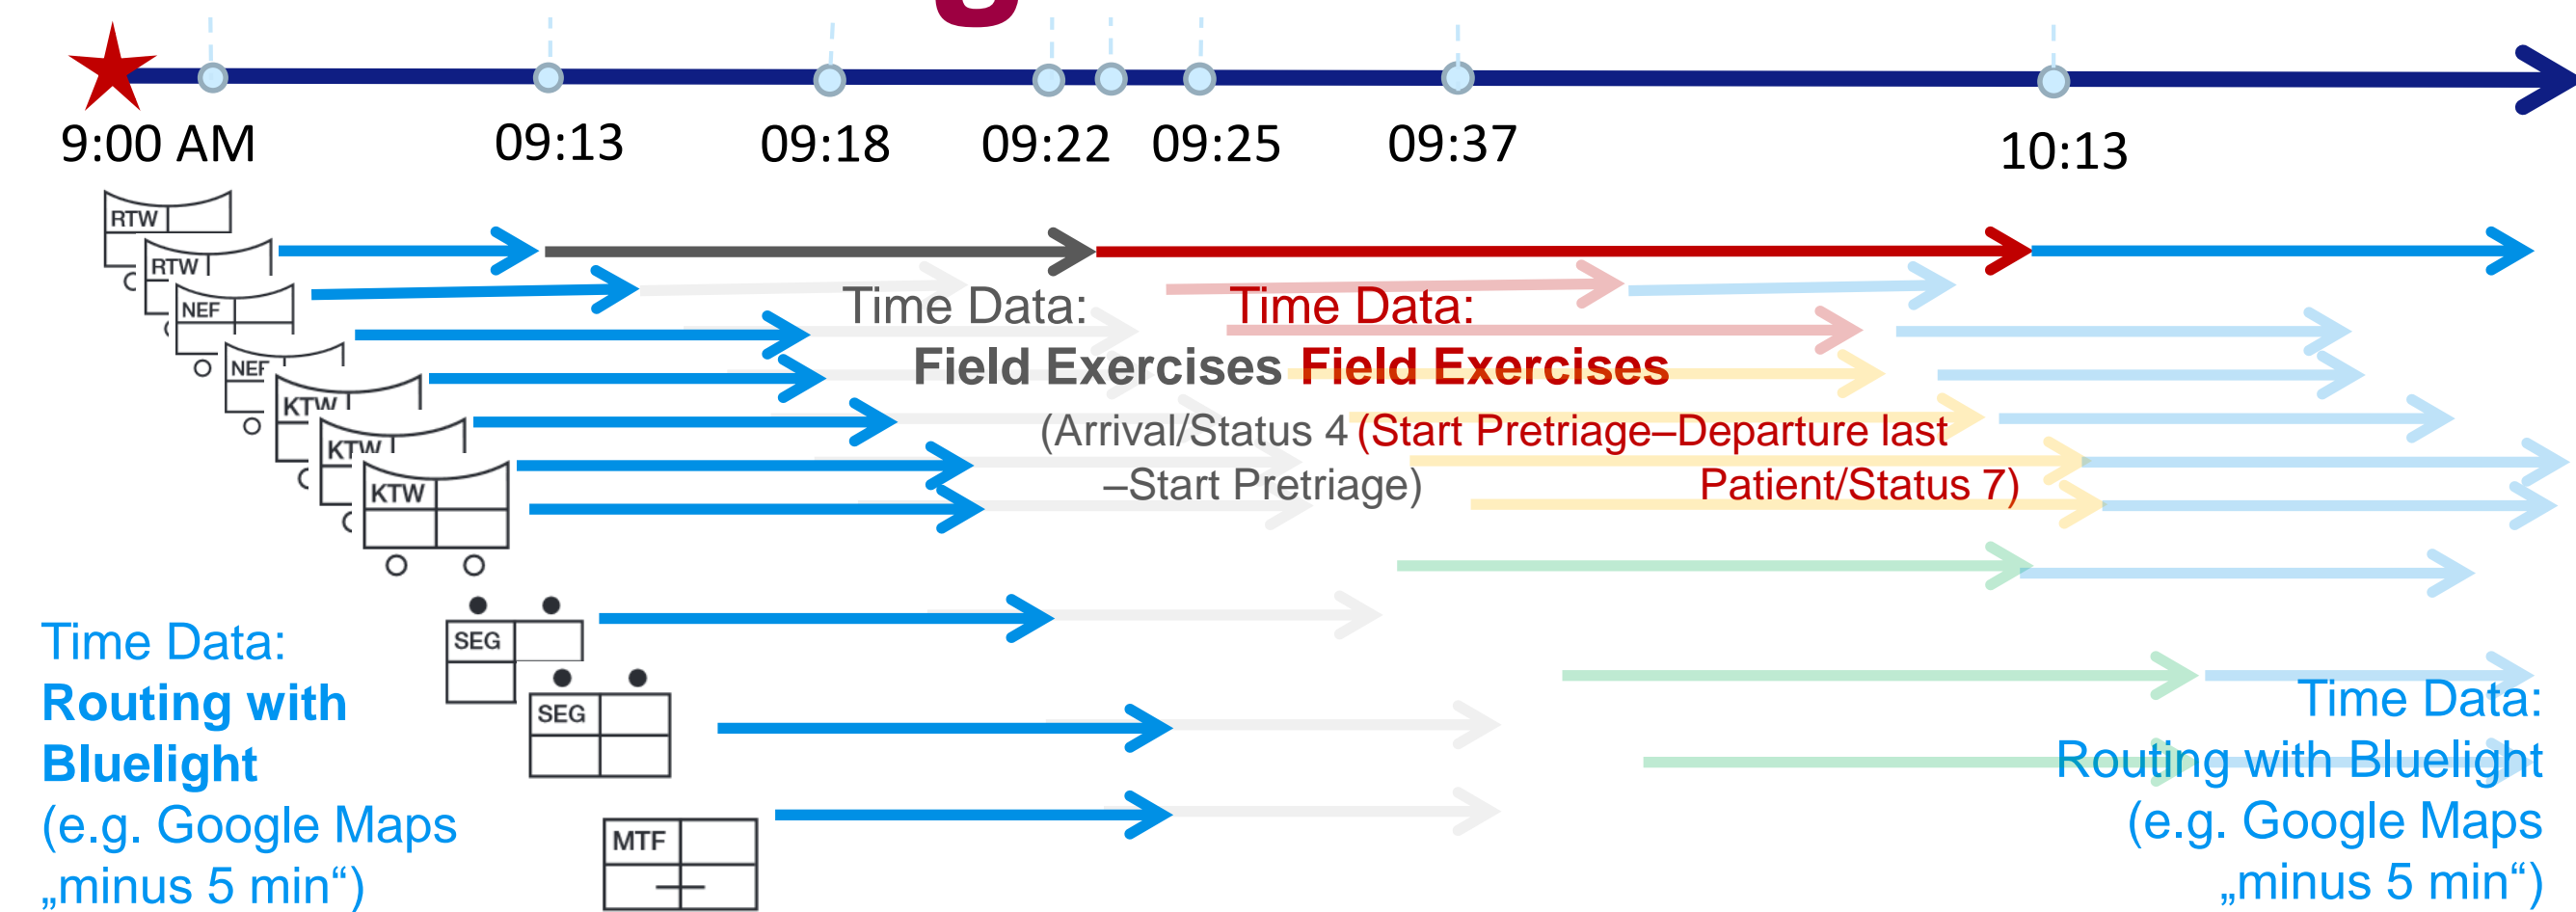 9:00 AM 09:13 09:18 09:22 09:25 09:37 10:13
RTW
RTW
NEF
NEF
KTW
KTW
KTW
Time Data:
Field Exercises
(Arrival/Status 4
–Start Pretriage)
Time Data:
Field Exercises
(Start Pretriage–Departure last
Patient/Status 7)
SEG
SEG
MTF
Time Data:
Routing with
Bluelight
(e.g. Google Maps
„minus 5 min“)
Time Data:
Routing with Bluelight
(e.g. Google Maps
„minus 5 min“)